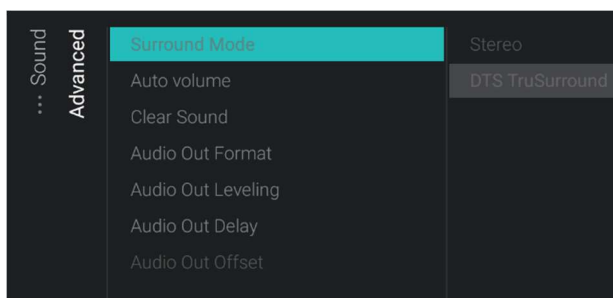 ... Sound
Advanced
Surround Mode
Auto volume
Clear Sound
Audio Out Format
Audio Out Leveling
Audio Out Delay
Audio Out Offset
Stereo
DTS TruSurround